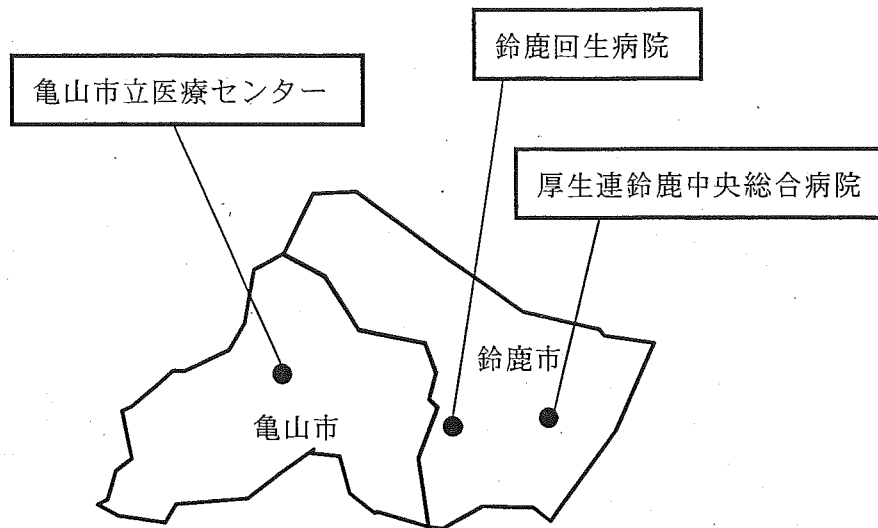 鈴鹿回生病院
亀山市立医療センター
厚生連鈴鹿中央総合病院
鈴鹿市
亀山市